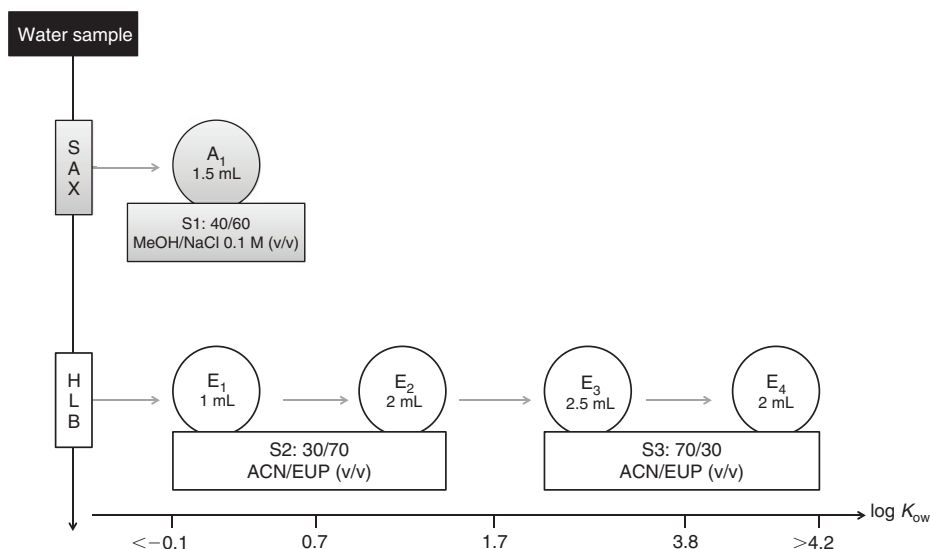 Water sample
S
A
X
A₁
1.5 mL
S1: 40/60
MeOH/NaCl 0.1 M (v/v)
H
L
B
E₁
1 mL
E₂
2 mL
E₃
2.5 mL
E₄
2 mL
S2: 30/70
ACN/EUP (v/v)
S3: 70/30
ACN/EUP (v/v)
log Kow
<−0.1 0.7 1.7 3.8 >4.2